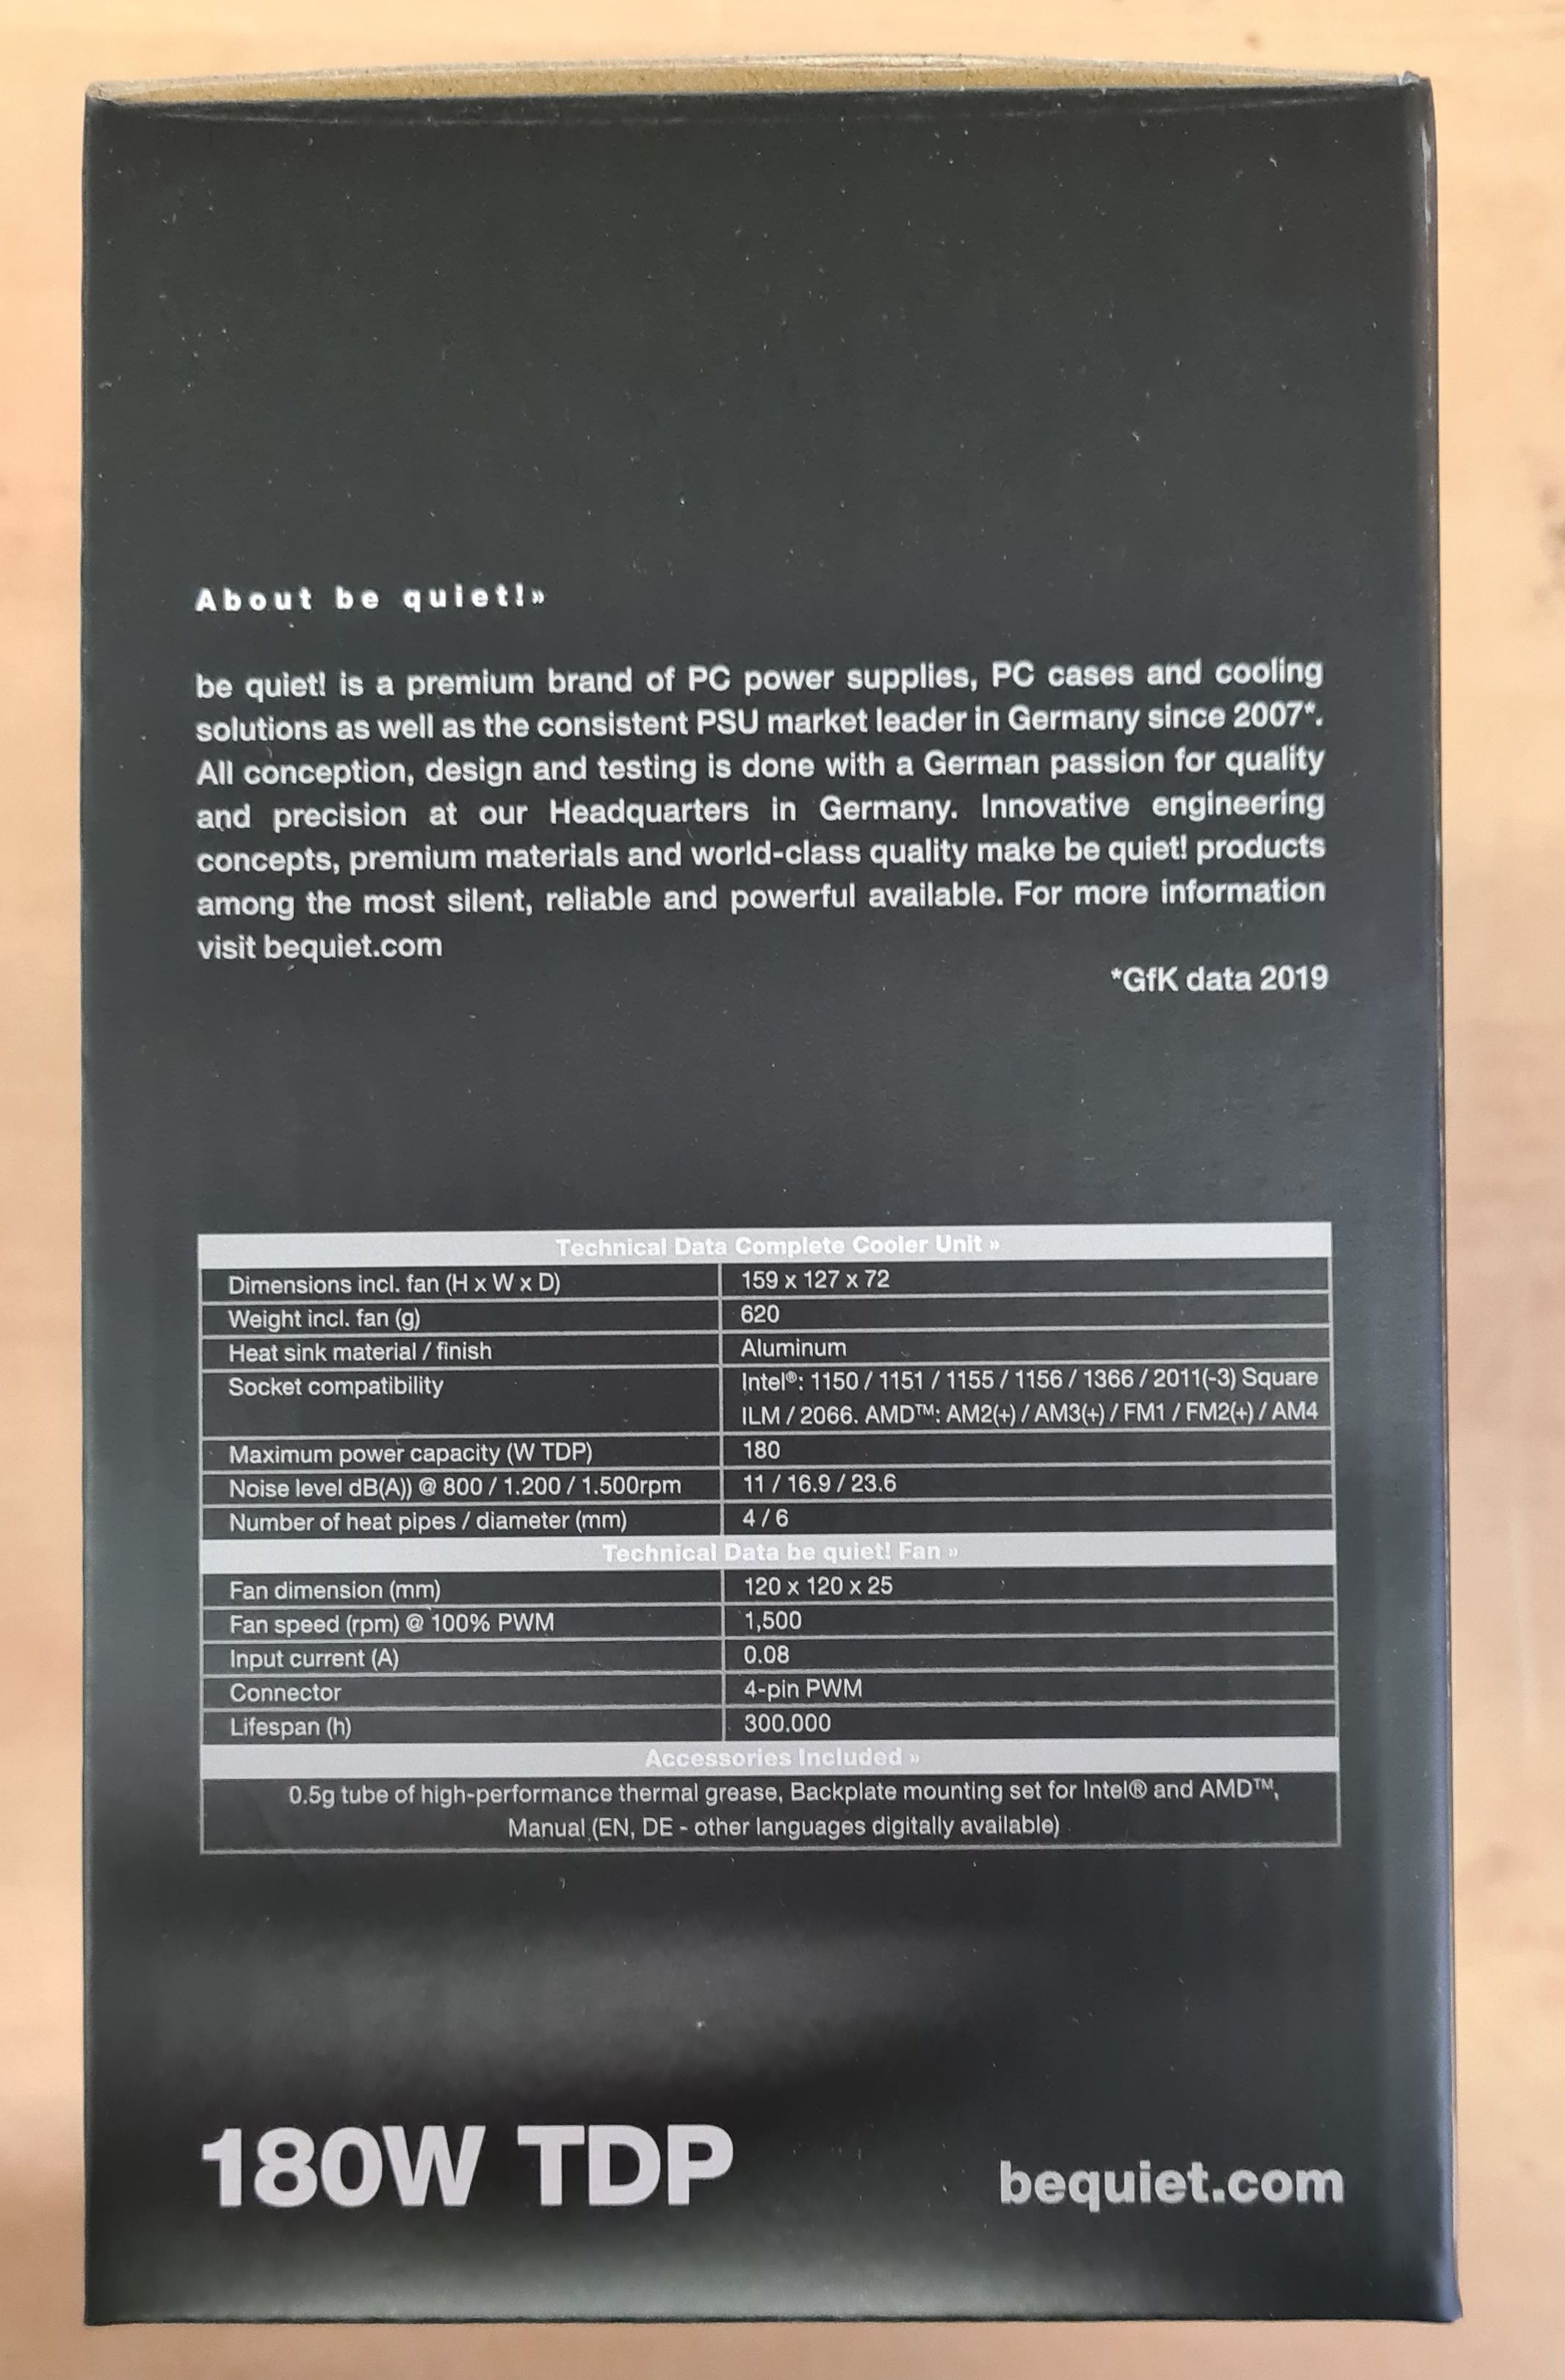 About be quiet!»
be quiet! is a premium brand of PC power supplies, PC cases and cooling
solutions as well as the consistent PSU market leader in Germany since 2007*.
All conception, design and testing is done with a German passion for quality
and precision at our Headquarters in Germany. Innovative engineering
concepts, premium materials and world-class quality make be quiet! products
among the most silent, reliable and powerful available. For more information
visit bequiet.com
*GfK data 2019
Technical Data Complete Cooler Unit »
Dimensions incl. fan (H x W x D) 159 x 127 x 72
Weight incl. fan (g) 620
Heat sink material / finish Aluminum
Socket compatibility Intel®: 1150 / 1151 / 1155 / 1156 / 1366 / 2011(-3) Square
ILM / 2066. AMD™: AM2(+) / AM3(+) / FM1 / FM2(+) / AM4
Maximum power capacity (W TDP) 180
Noise level dB(A)) @ 800 / 1.200 / 1.500rpm 11 / 16.9 / 23.6
Number of heat pipes / diameter (mm) 4 / 6
Technical Data be quiet! Fan »
Fan dimension (mm) 120 x 120 x 25
Fan speed (rpm) @ 100% PWM 1,500
Input current (A) 0.08
Connector 4-pin PWM
Lifespan (h) 300.000
Accessories Included »
0.5g tube of high-performance thermal grease, Backplate mounting set for Intel® and AMD™,
Manual (EN, DE - other languages digitally available)
180W TDP
bequiet.com